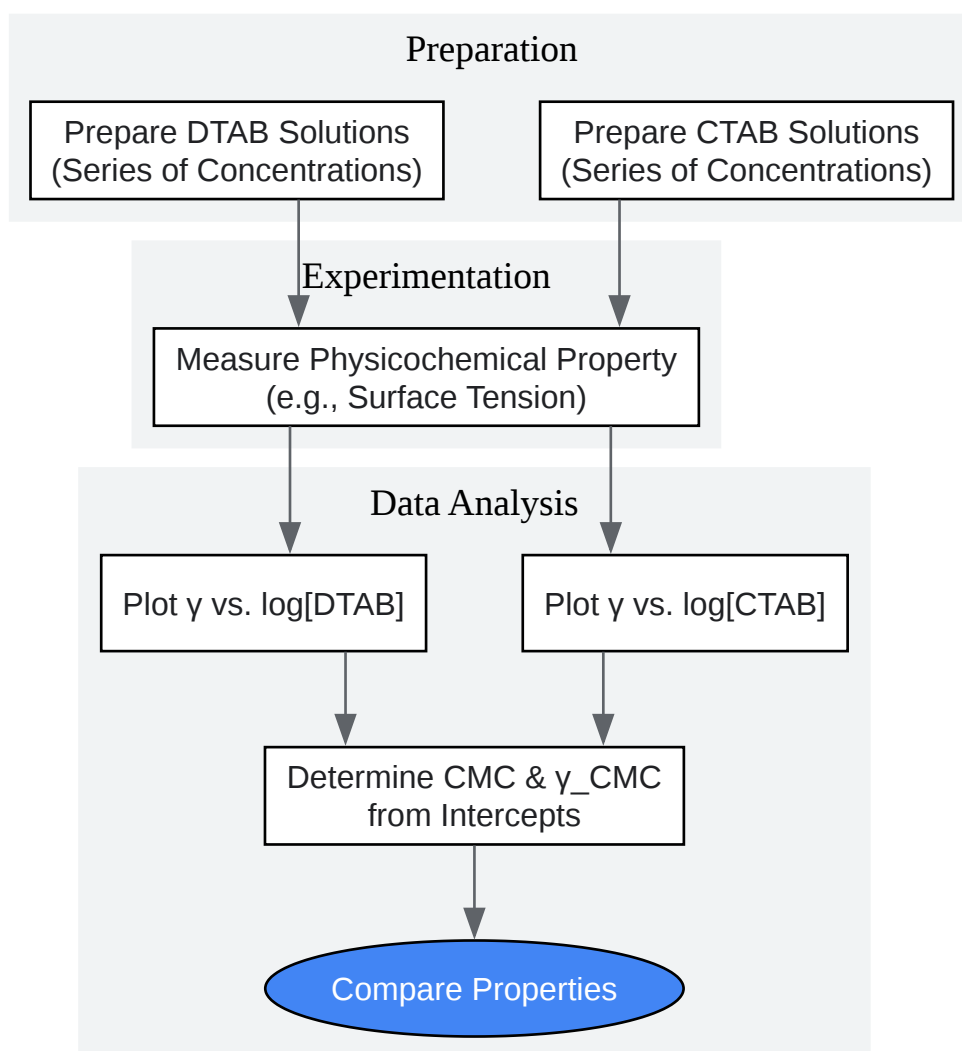 Preparation
Prepare DTAB Solutions
(Series of Concentrations)
Prepare CTAB Solutions
(Series of Concentrations)
Experimentation
Measure Physicochemical Property
(e.g., Surface Tension)
Data Analysis
Plot γ vs. log[DTAB]
Plot γ vs. log[CTAB]
Determine CMC & γ_CMC
from Intercepts
Compare Properties